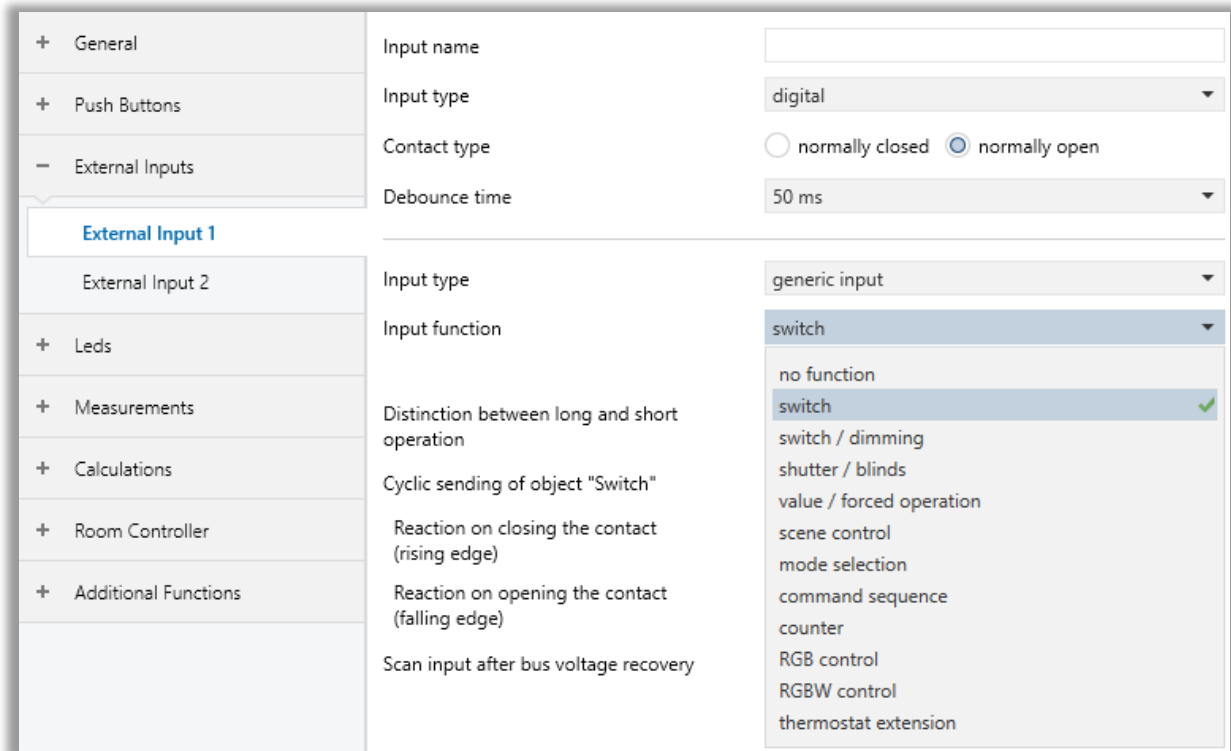 + General
+ Push Buttons
− External Inputs
External Input 1
External Input 2
+ Leds
+ Measurements
+ Calculations
+ Room Controller
+ Additional Functions
Input name
Input type digital
Contact type normally closed normally open
Debounce time 50 ms
Input type generic input
Input function switch
no function
switch
switch / dimming
shutter / blinds
value / forced operation
scene control
mode selection
command sequence
counter
RGB control
RGBW control
thermostat extension
Distinction between long and short
operation
Cyclic sending of object "Switch"
Reaction on closing the contact
(rising edge)
Reaction on opening the contact
(falling edge)
Scan input after bus voltage recovery